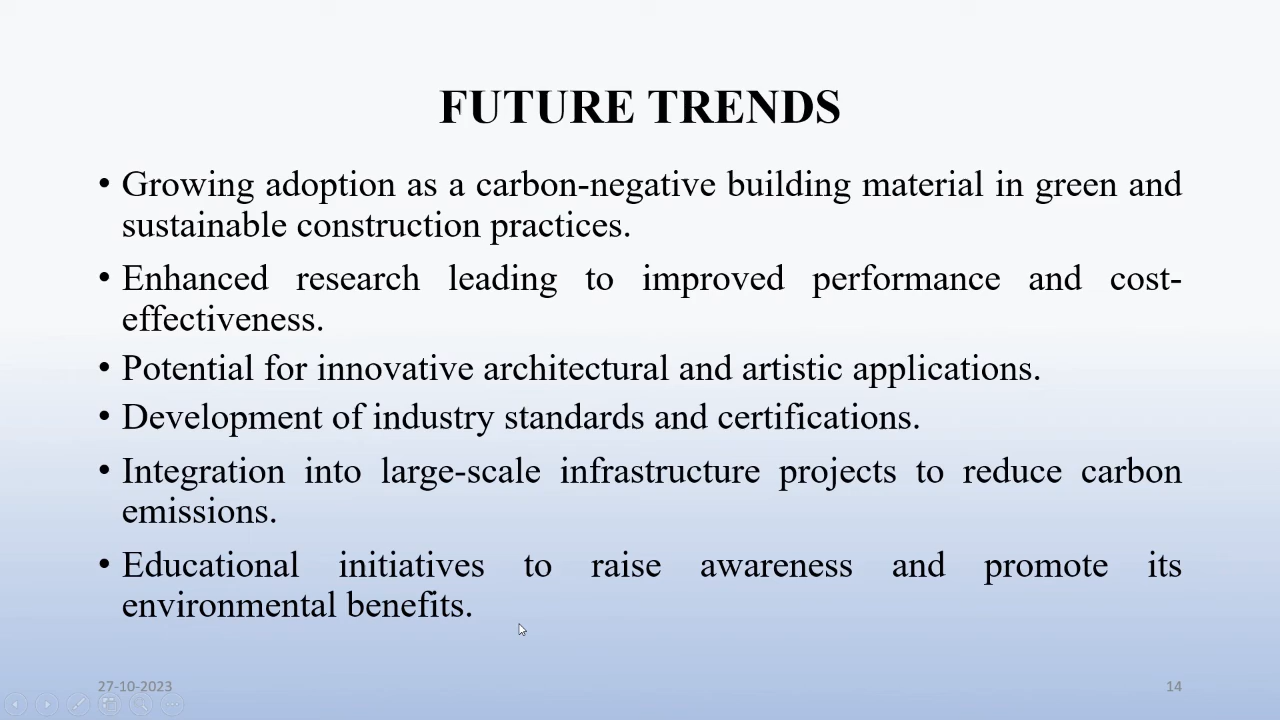 FUTURE TRENDS
• Growing adoption as a carbon-negative building material in green and
sustainable construction practices.
• Enhanced research leading to improved performance and cost-
effectiveness.
• Potential for innovative architectural and artistic applications.
• Development of industry standards and certifications.
• Integration into large-scale infrastructure projects to reduce carbon
emissions.
• Educational initiatives to raise awareness and promote its
environmental benefits.
27-10-2023
14